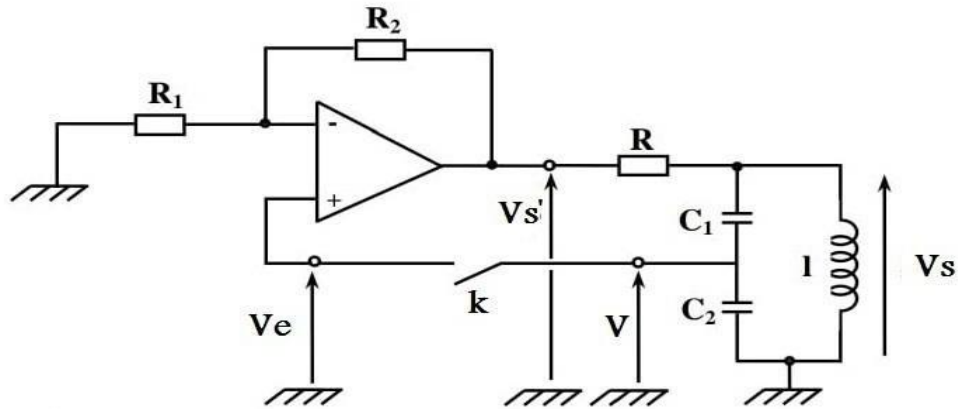 R₂
R₁
-
+
R
Vs'
C₁
l
Vs
k
Ve
V
C₂